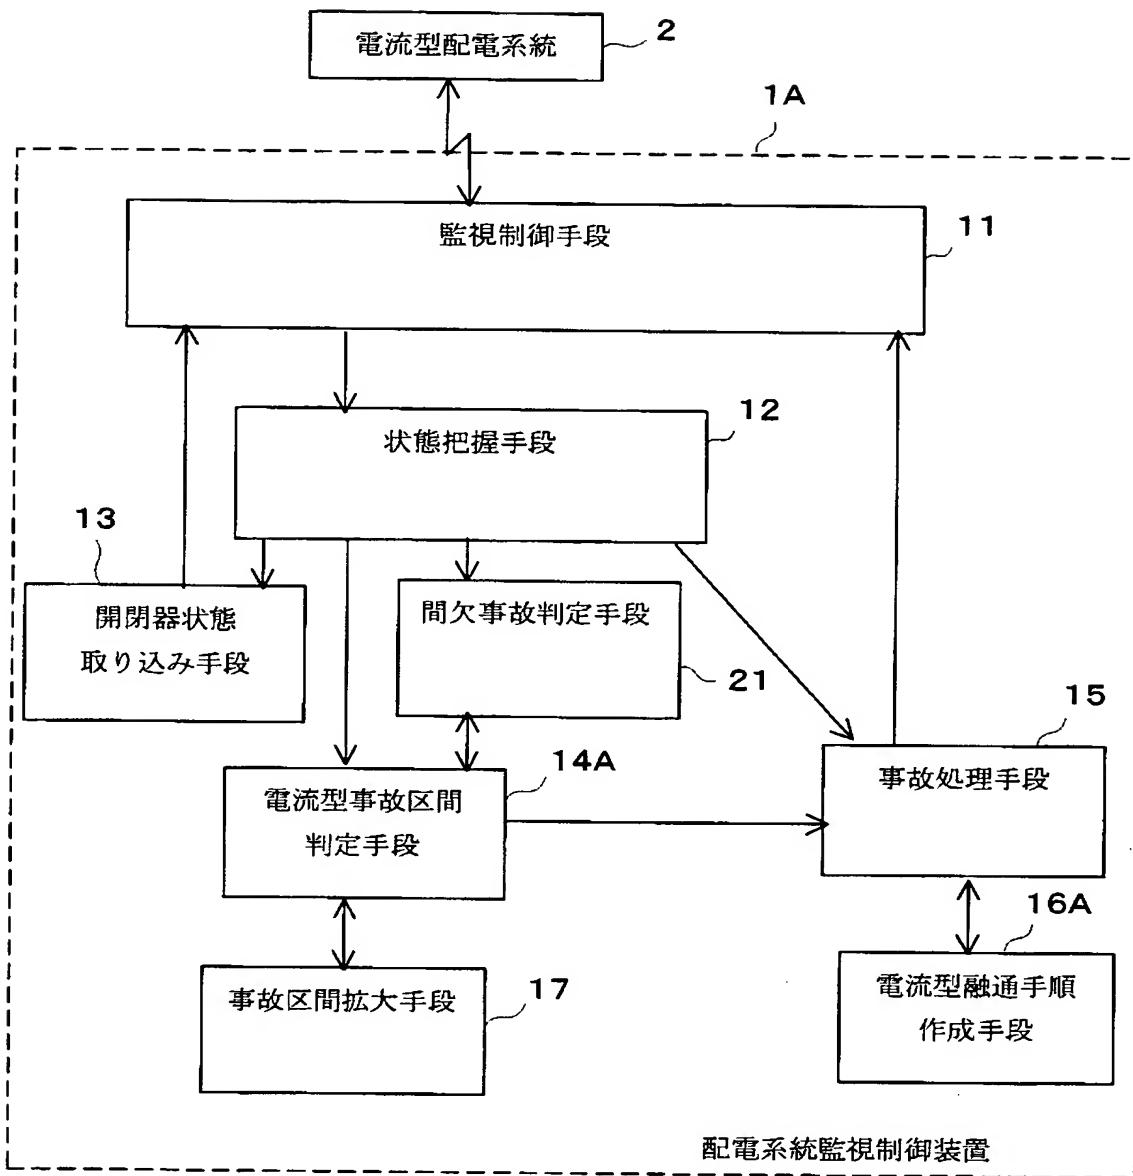 電流型配電系統
2
1A
監視制御手段
11
状態把握手段
12
13
開閉器状態
取り込み手段
間欠事故判定手段
21
15
電流型事故区間
判定手段
14A
事故処理手段
16A
事故区間拡大手段
17
電流型融通手順
作成手段
配電系統監視制御装置